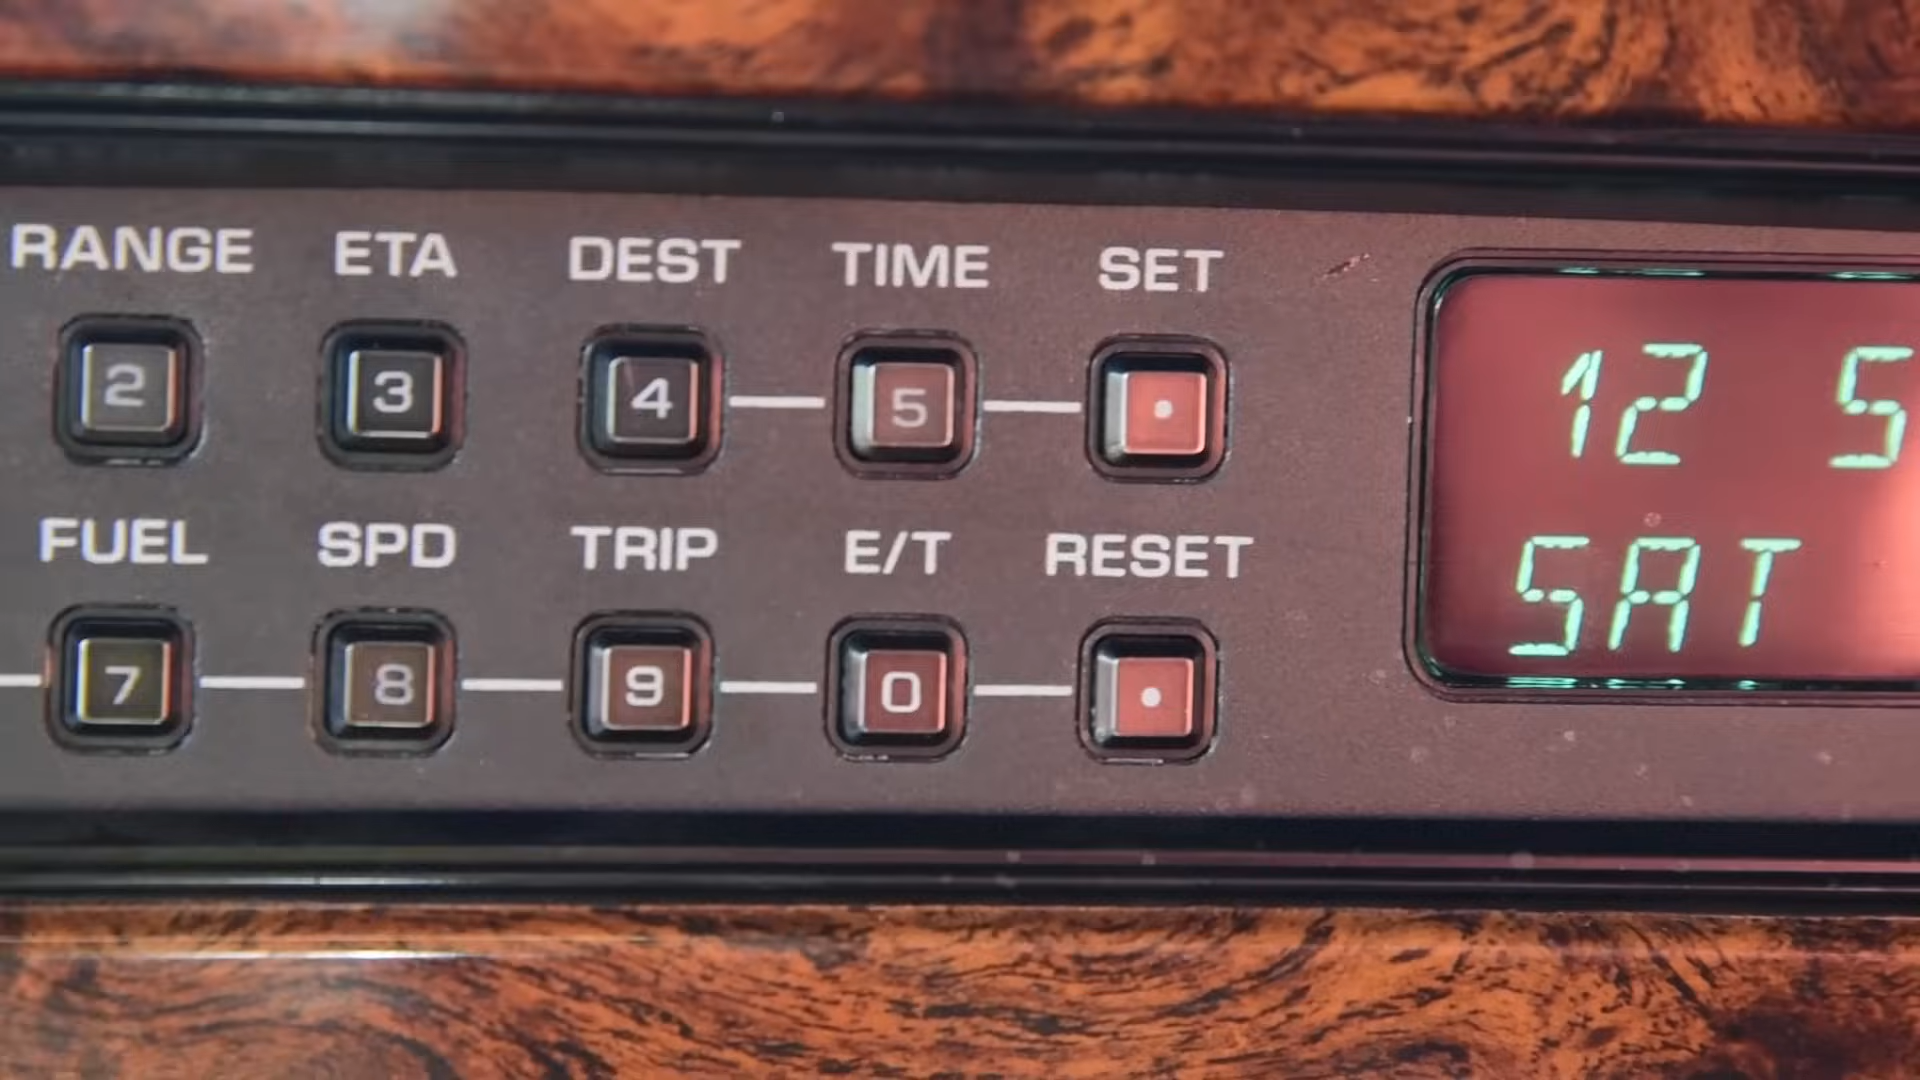 RANGE ETA DEST TIME SET
2 3 4 5
12 5
FUEL SPD TRIP E/T RESET
SAT
7 8 9 0